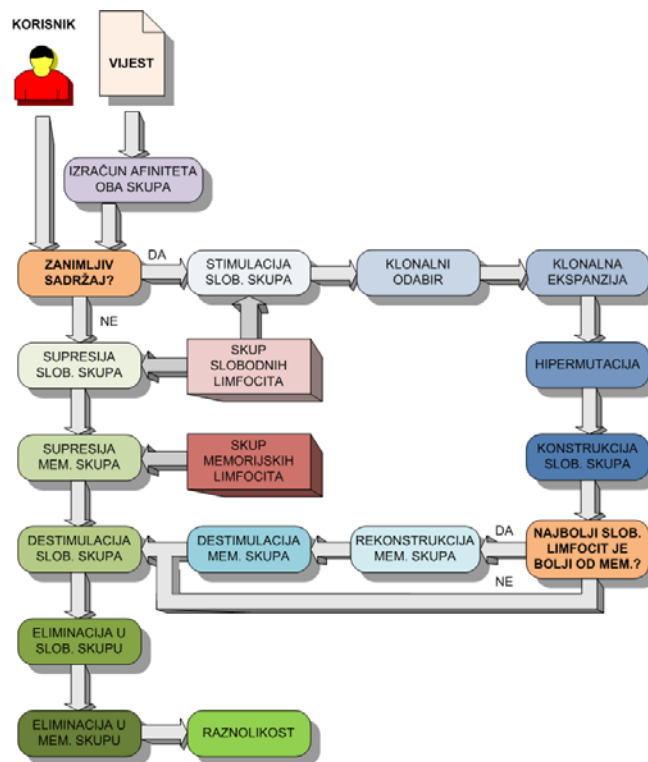 KORISNIK
VIJEST
IZRAČUN AFINITETA
OBA SKUPA
ZANIMLJIV
SADRŽAJ?
DA
STIMULACIJA
SLOB. SKUPA
KLONALNI
ODABIR
KLONALNA
EKSPANZIJA
NE
SUPRESIJA
SLOB. SKUPA
SKUP
SLOBODNIH
LIMFOCITA
HIPERMUTACIJA
SUPRESIJA
MEM. SKUPA
SKUP
MEMORIJSKIH
LIMFOCITA
KONSTRUKCIJA
SLOB. SKUPA
DESTIMULACIJA
SLOB. SKUPA
DESTIMULACIJA
MEM. SKUPA
REKONSTRUKCIJA
MEM. SKUPA
DA
NAJBOLJI SLOB.
LIMFOCIT JE
BOLJI OD MEM.?
NE
ELIMINACIJA U
SLOB. SKUPU
ELIMINACIJA U
MEM. SKUPU
RAZNOLIKOST